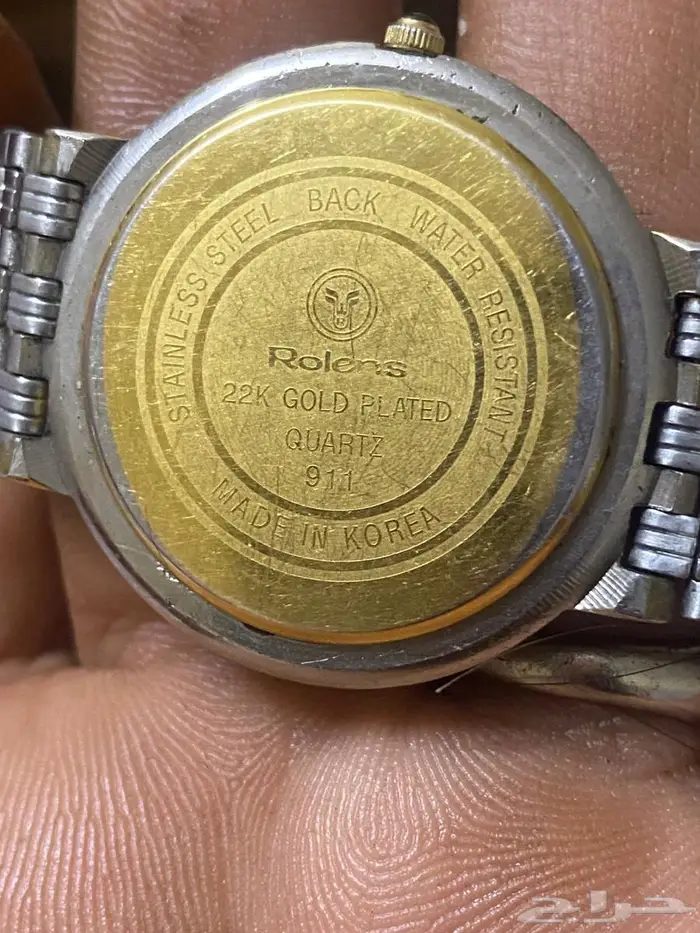 STAINLESS STEEL BACK WATER RESISTANT
Rolens
22K GOLD PLATED
QUARTZ
911
MADE IN KOREA
حراج